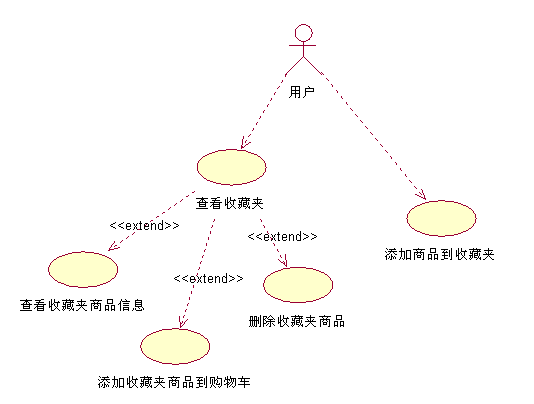 用户
查看收藏夹
<<extend>>
<<extend>>
<<extend>>
添加商品到收藏夹
查看收藏夹商品信息
删除收藏夹商品
添加收藏夹商品到购物车